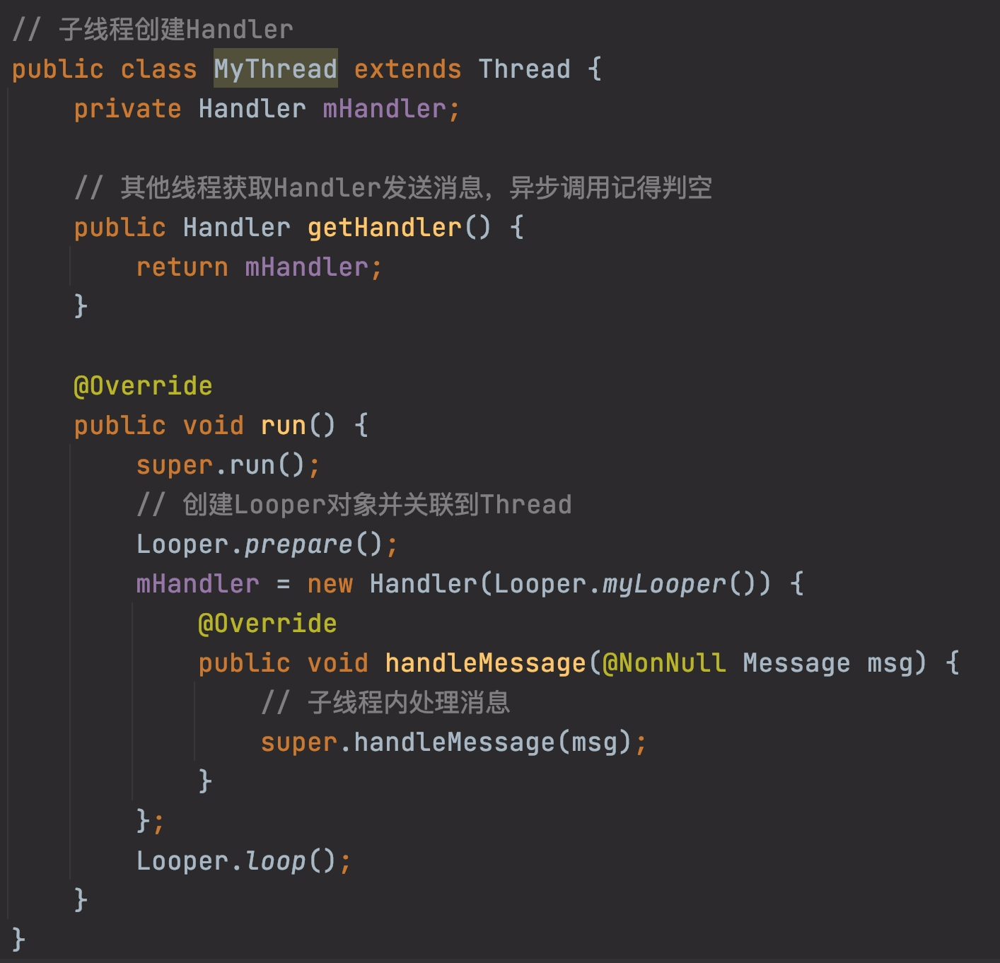 // 子线程创建Handler
public class MyThread extends Thread {
    private Handler mHandler;

    // 其他线程获取Handler发送消息，异步调用记得判空
    public Handler getHandler() {
        return mHandler;
    }

    @Override
    public void run() {
        super.run();
        // 创建Looper对象并关联到Thread
        Looper.prepare();
        mHandler = new Handler(Looper.myLooper()) {
            @Override
            public void handleMessage(@NonNull Message msg) {
                // 子线程内处理消息
                super.handleMessage(msg);
            }
        };
        Looper.loop();
    }
}